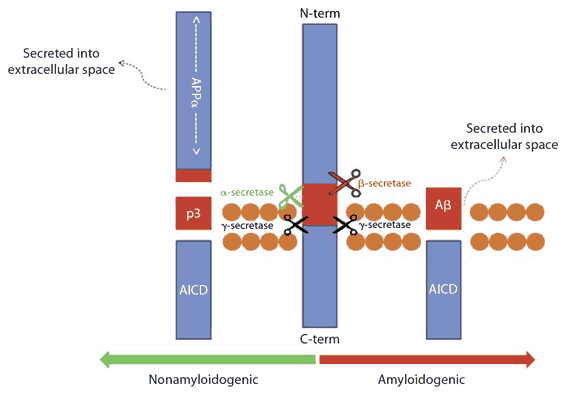 N-term
Secreted into
extracellular space
APPα
Secreted into
extracellular space
α-secretase
β-secretase
p3
Aβ
γ-secretase
γ-secretase
AICD
AICD
C-term
Nonamyloidogenic
Amyloidogenic